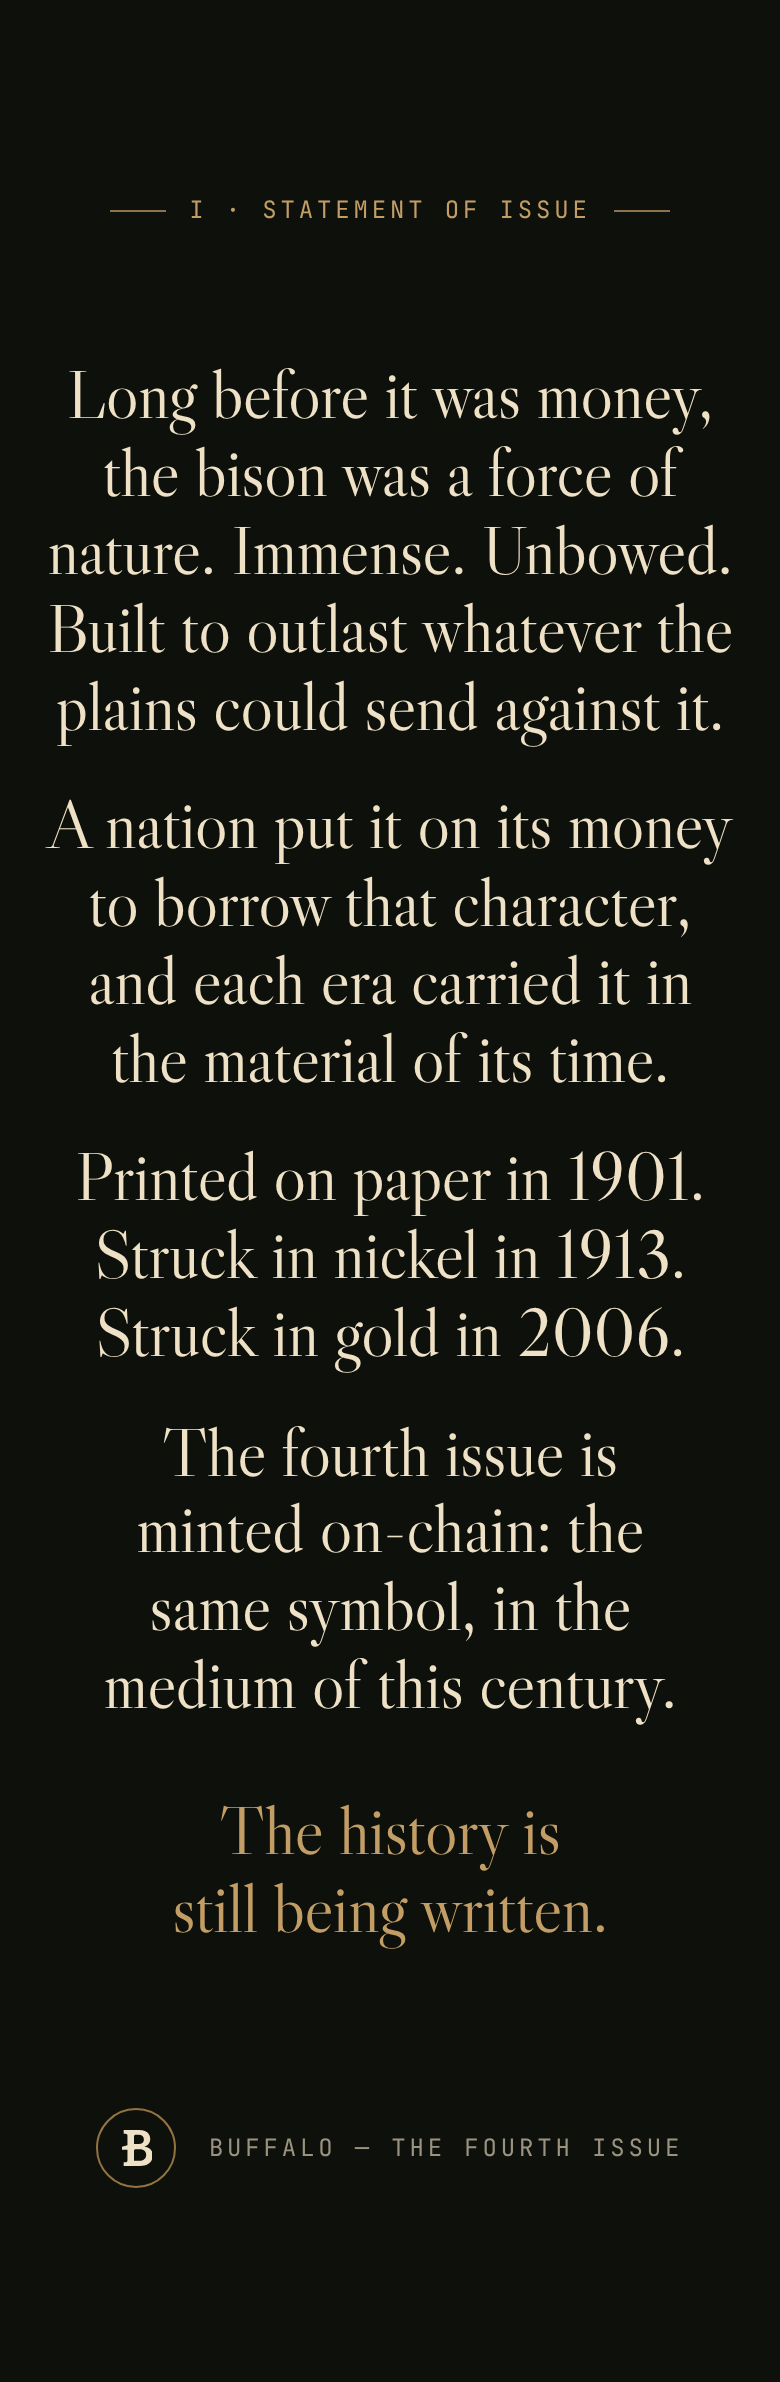 I · STATEMENT OF ISSUE
Long before it was money,
the bison was a force of
nature. Immense. Unbowed.
Built to outlast whatever the
plains could send against it.
A nation put it on its money
to borrow that character,
and each era carried it in
the material of its time.
Printed on paper in 1901.
Struck in nickel in 1913.
Struck in gold in 2006.
The fourth issue is
minted on-chain: the
same symbol, in the
medium of this century.
The history is
still being written.
B BUFFALO — THE FOURTH ISSUE